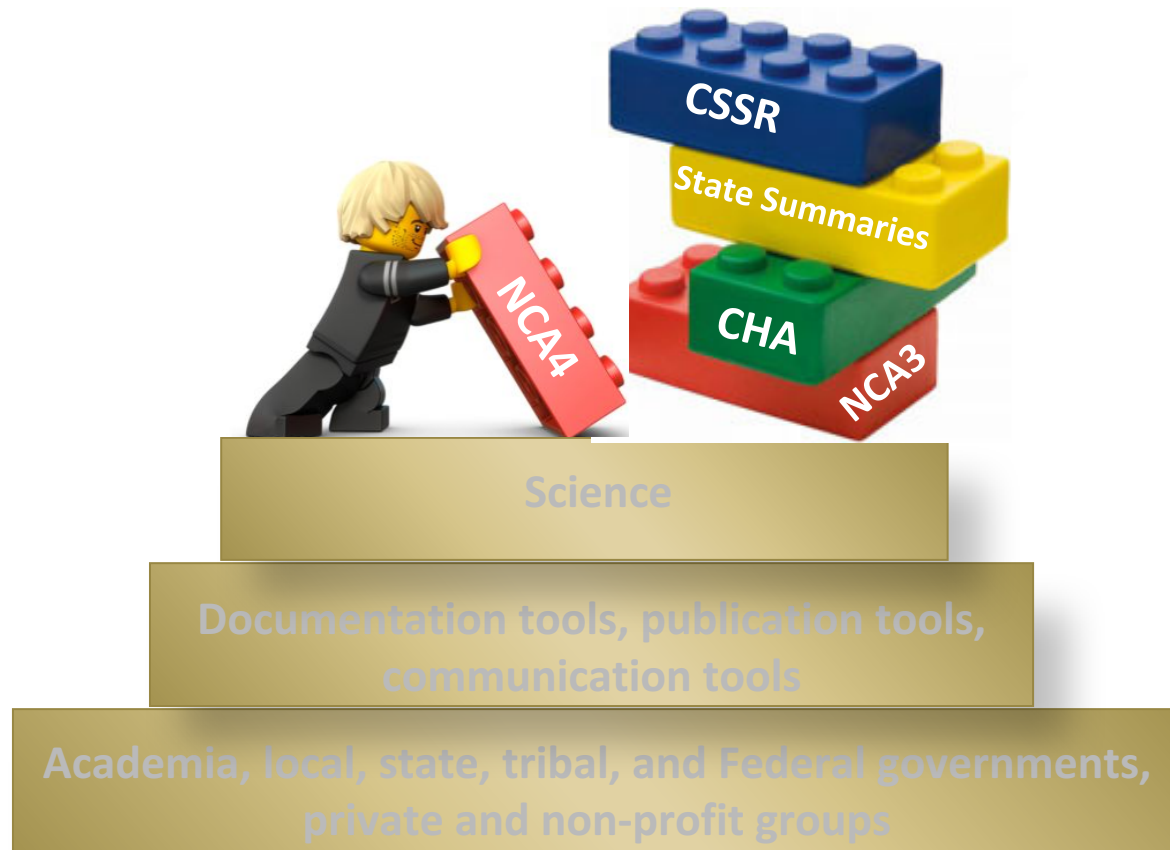 CSSR
State Summaries
NCA4
CHA
NCA3
Science
Documentation tools, publication tools,
communication tools
Academia, local, state, tribal, and Federal governments,
private and non-profit groups